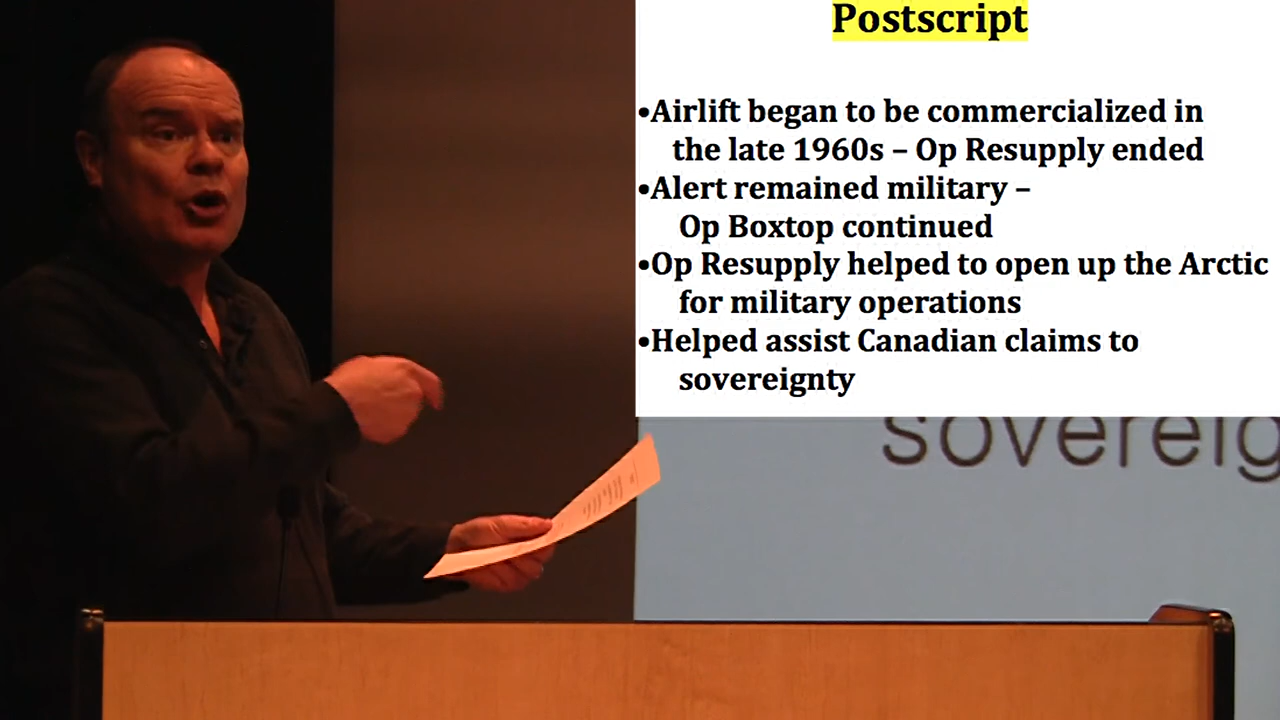 Postscript
•Airlift began to be commercialized in
the late 1960s – Op Resupply ended
•Alert remained military –
Op Boxtop continued
•Op Resupply helped to open up the Arctic
for military operations
•Helped assist Canadian claims to
sovereignty
sovereig